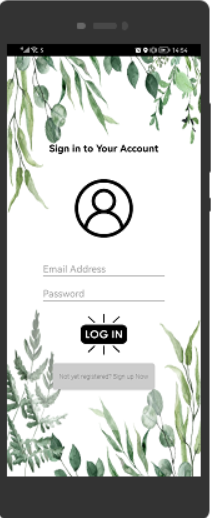 14:54
Sign in to Your Account
Email Address
Password
LOG IN
Not yet registered? Sign up Now